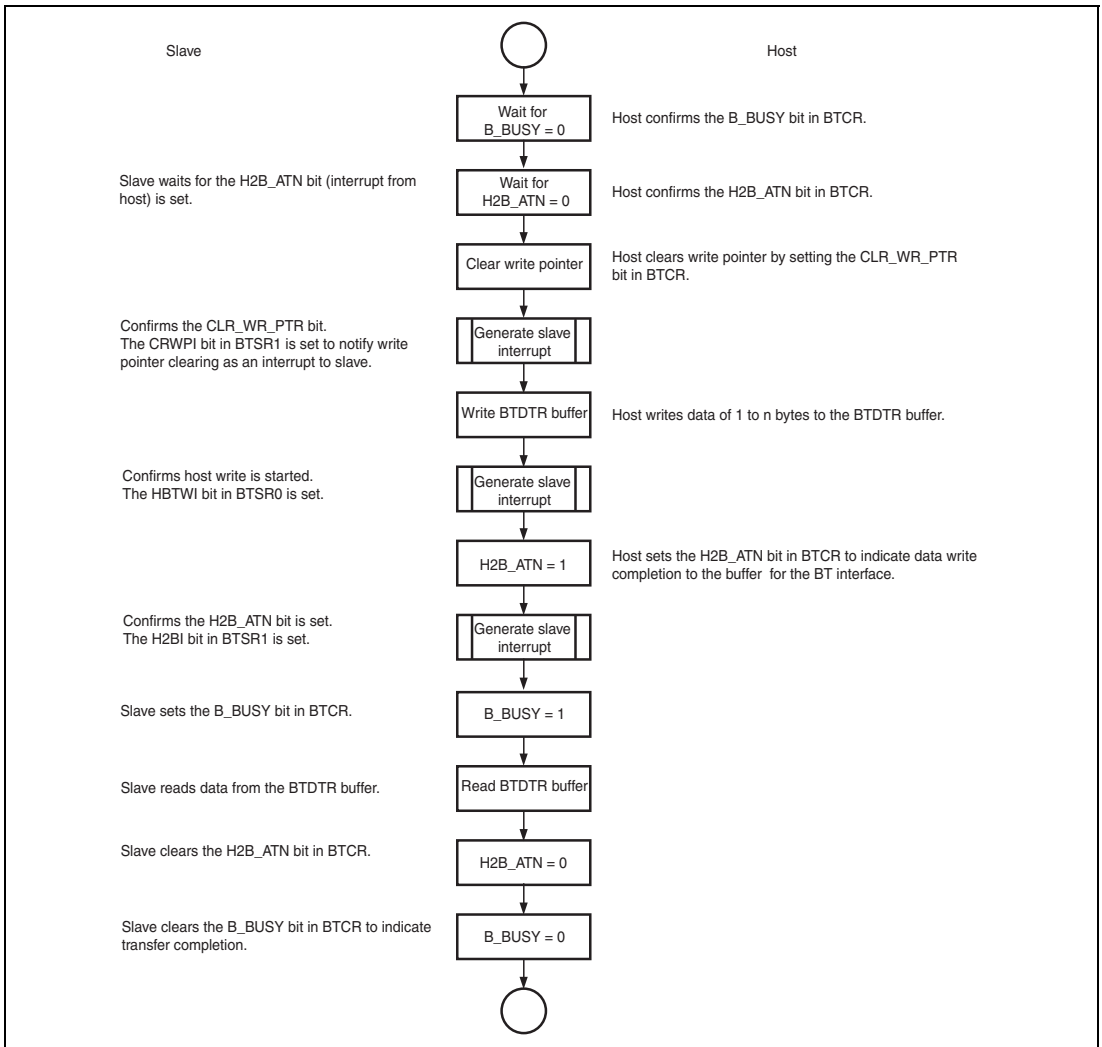 Slave
Host
Wait for
B_BUSY = 0
Host confirms the B_BUSY bit in BTCR.
Slave waits for the H2B_ATN bit (interrupt from
host) is set.
Wait for
H2B_ATN = 0
Host confirms the H2B_ATN bit in BTCR.
Clear write pointer
Host clears write pointer by setting the CLR_WR_PTR
bit in BTCR.
Confirms the CLR_WR_PTR bit.
The CRWPI bit in BTSR1 is set to notify write
pointer clearing as an interrupt to slave.
Generate slave
interrupt
Write BTDTR buffer
Host writes data of 1 to n bytes to the BTDTR buffer.
Confirms host write is started.
The HBTWI bit in BTSR0 is set.
Generate slave
interrupt
H2B_ATN = 1
Host sets the H2B_ATN bit in BTCR to indicate data write
completion to the buffer for the BT interface.
Confirms the H2B_ATN bit is set.
The H2BI bit in BTSR1 is set.
Generate slave
interrupt
Slave sets the B_BUSY bit in BTCR.
B_BUSY = 1
Slave reads data from the BTDTR buffer.
Read BTDTR buffer
Slave clears the H2B_ATN bit in BTCR.
H2B_ATN = 0
Slave clears the B_BUSY bit in BTCR to indicate
transfer completion.
B_BUSY = 0